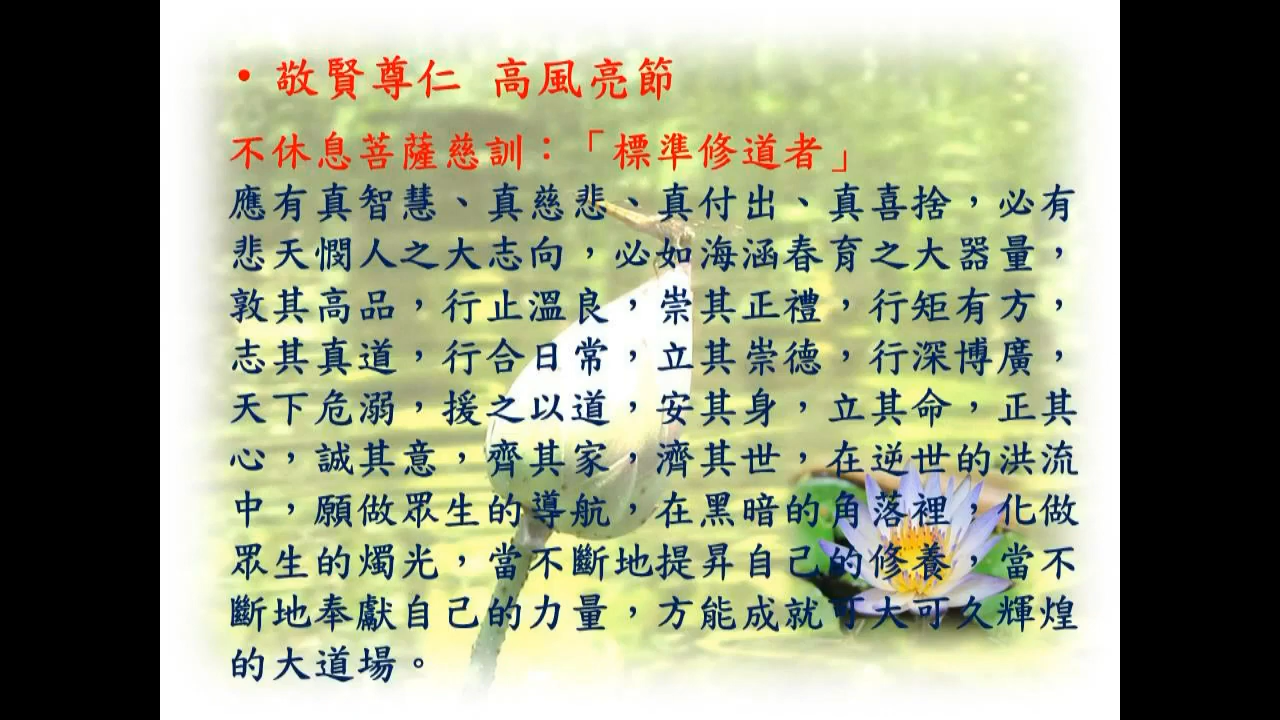 • 敬賢尊仁 高風亮節
不休息菩薩慈訓：「標準修道者」
應有真智慧、真慈悲、真付出、真喜捨，必有
悲天憫人之大志向，必如海涵春育之大器量，
敦其高品，行止溫良，崇其正禮，行矩有方，
志其真道，行合日常，立其崇德，行深博廣，
天下危溺，援之以道，安其身，立其命，正其
心，誠其意，齊其家，濟其世，在逆世的洪流
中，願做眾生的導航，在黑暗的角落裡，化做
眾生的燭光，當不斷地提昇自己的修養，當不
斷地奉獻自己的力量，方能成就可大可久輝煌
的大道場。